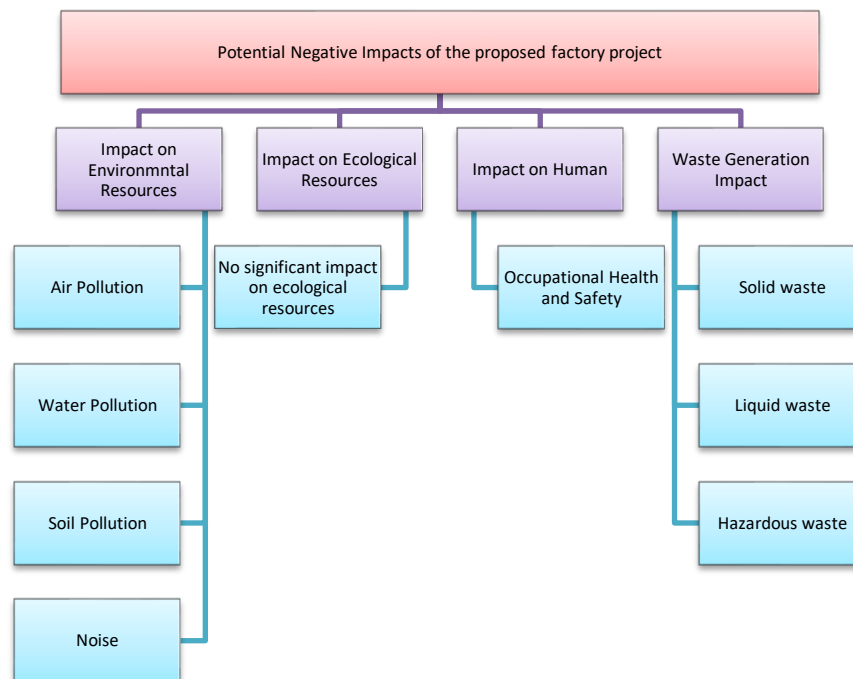 Potential Negative Impacts of the proposed factory project
Impact on
Environmntal
Resources
Impact on Ecological
Resources
Impact on Human
Waste Generation
Impact
Air Pollution
No significant impact
on ecological
resources
Occupational Health
and Safety
Solid waste
Water Pollution
Liquid waste
Soil Pollution
Hazardous waste
Noise